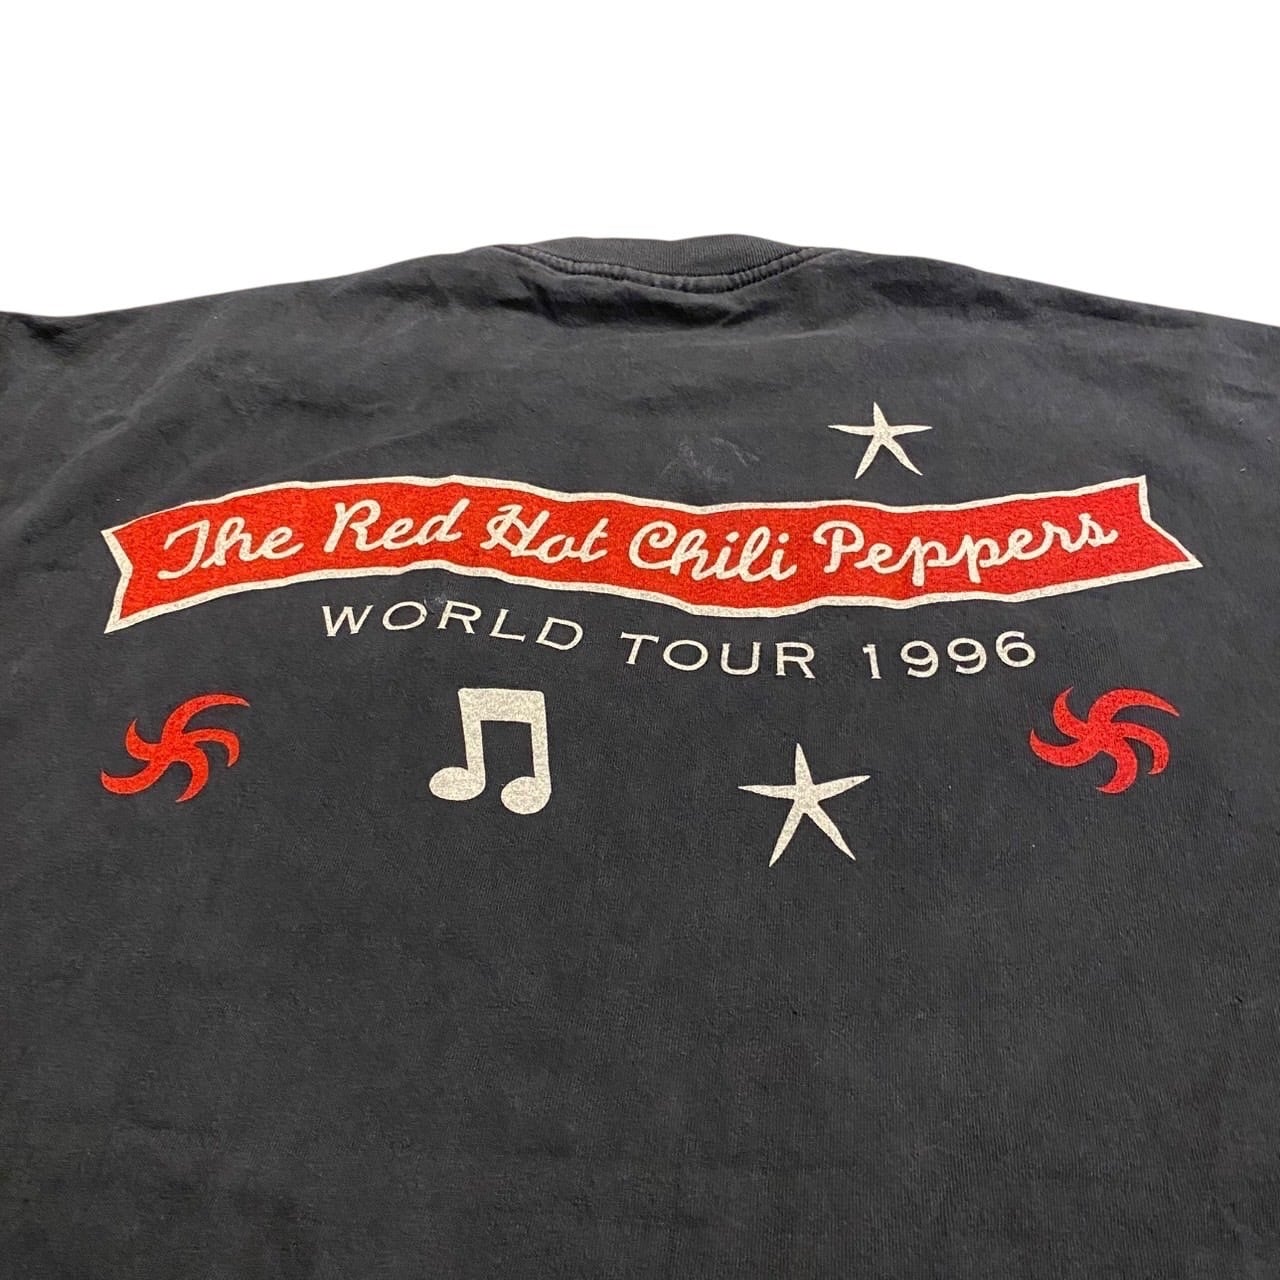 The Red Hot Chili Peppers
WORLD TOUR 1996